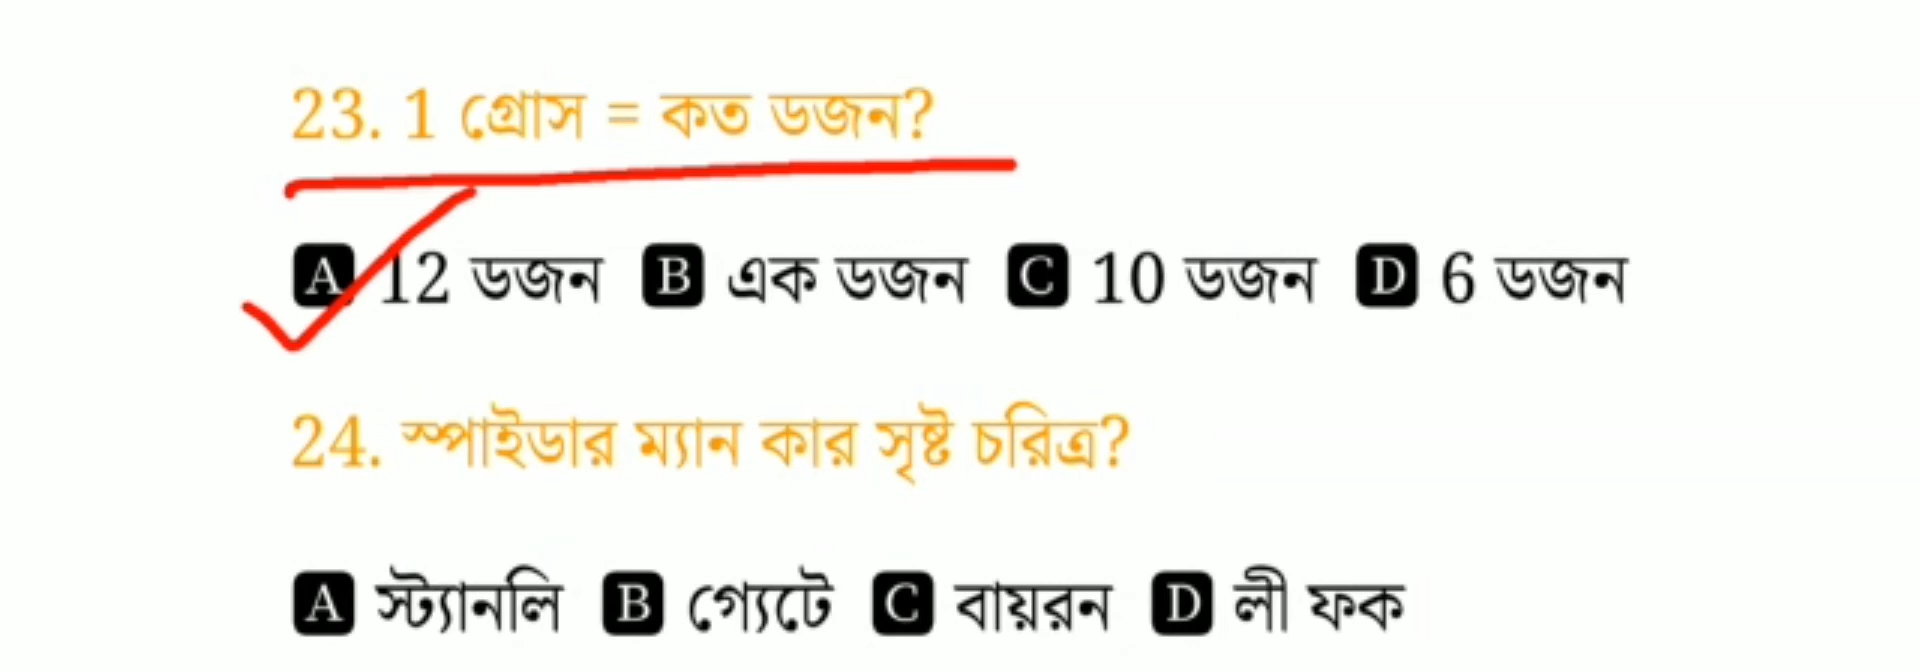 23. 1 গ্রোস = কত ডজন?
A 12 ডজন B এক ডজন C 10 ডজন D 6 ডজন
24. স্পাইডার ম্যান কার সৃষ্ট চরিত্র?
A স্ট্যানলি B গ্যেটে C বায়রন D লী ফক